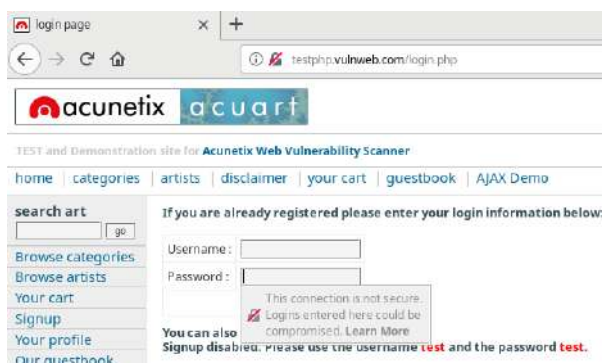 login page
testphp.vulnweb.com/login.php
acunetix acuart
TEST and Demonstration site for Acunetix Web Vulnerability Scanner
home | categories | artists | disclaimer | your cart | guestbook | AJAX Demo
search art
go
Browse categories
Browse artists
Your cart
Signup
Your profile
Our guestbook
If you are already registered please enter your login information below:
Username :
Password :
This connection is not secure.
Logins entered here could be
compromised. Learn More
You can also
Signup disabled. Please use the username test and the password test.